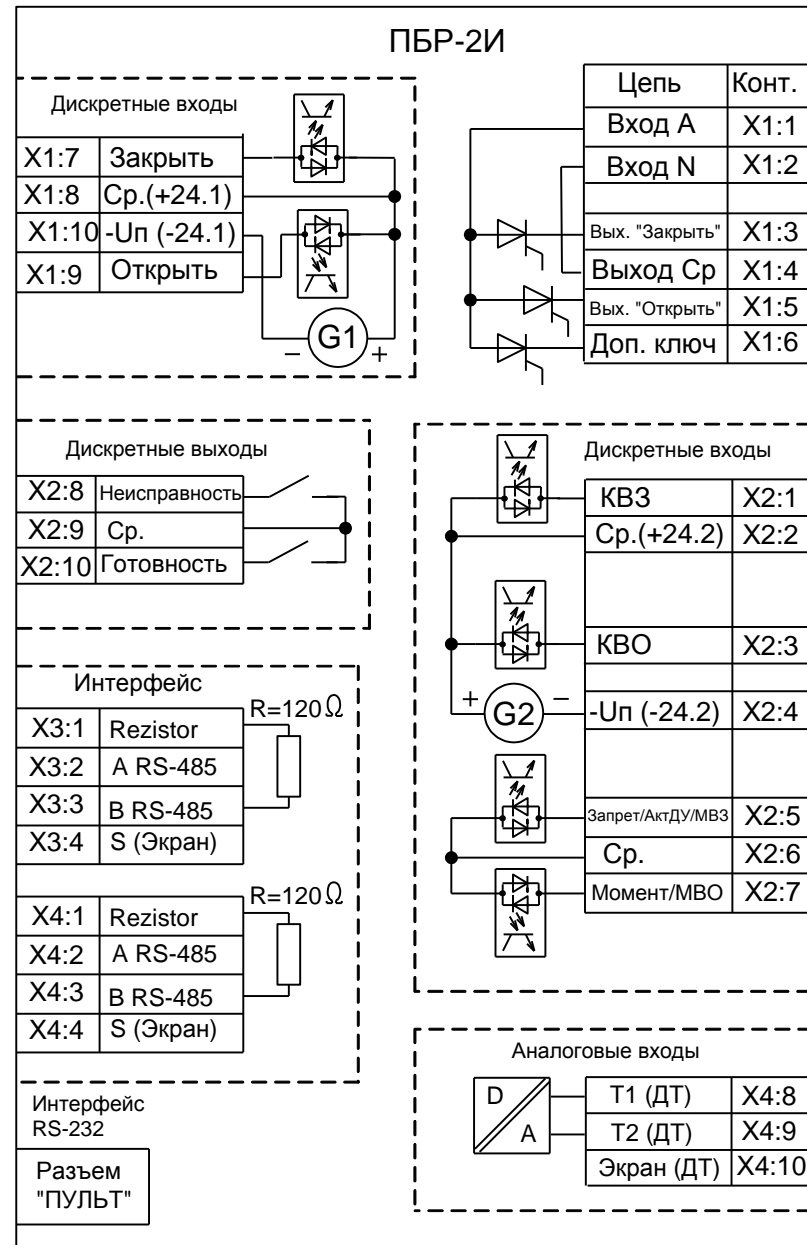 ПБР-2И
Дискретные входы
X1:7 Закрыть
X1:8 Ср.(+24.1)
X1:10 -Uп (-24.1)
X1:9 Открыть
G1
– +
Цепь Конт.
Вход А X1:1
Вход N X1:2
Вых. "Закрыть" X1:3
Выход Ср X1:4
Вых. "Открыть" X1:5
Доп. ключ X1:6
Дискретные выходы
X2:8 Неисправность
X2:9 Ср.
X2:10 Готовность
Дискретные входы
КВЗ X2:1
Ср.(+24.2) X2:2
КВО X2:3
+ G2 –
-Uп (-24.2) X2:4
Запрет/АктДУ/МВЗ X2:5
Ср. X2:6
Момент/МВО X2:7
Интерфейс
R=120 Ω
X3:1 Rezistor
X3:2 A RS-485
X3:3 B RS-485
X3:4 S (Экран)
R=120 Ω
X4:1 Rezistor
X4:2 A RS-485
X4:3 B RS-485
X4:4 S (Экран)
Интерфейс
RS-232
Разъем
"ПУЛЬТ"
Аналоговые входы
D
A
Т1 (ДТ) X4:8
Т2 (ДТ) X4:9
Экран (ДТ) X4:10